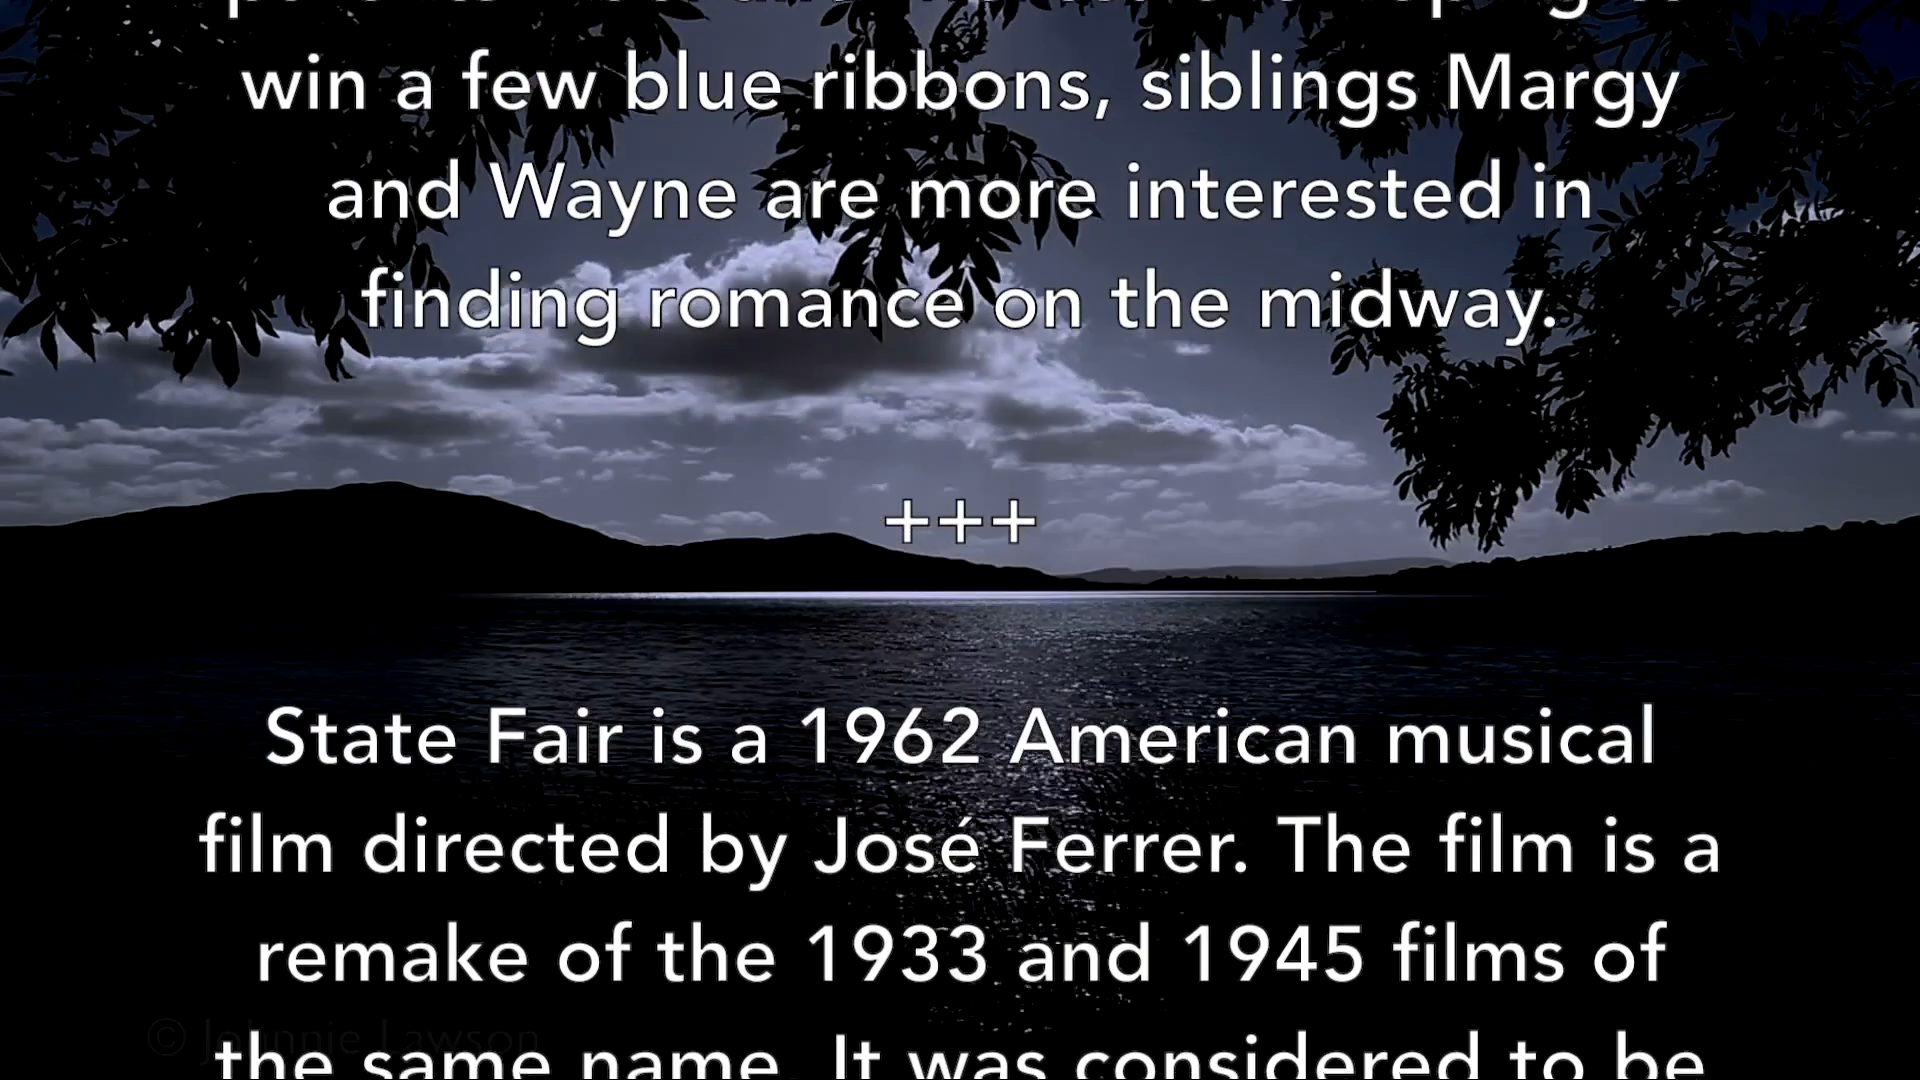 win a few blue ribbons, siblings Margy
and Wayne are more interested in
finding romance on the midway.
+++
State Fair is a 1962 American musical
film directed by José Ferrer. The film is a
remake of the 1933 and 1945 films of
© Johnnie Lawson
the same name. It was considered to be